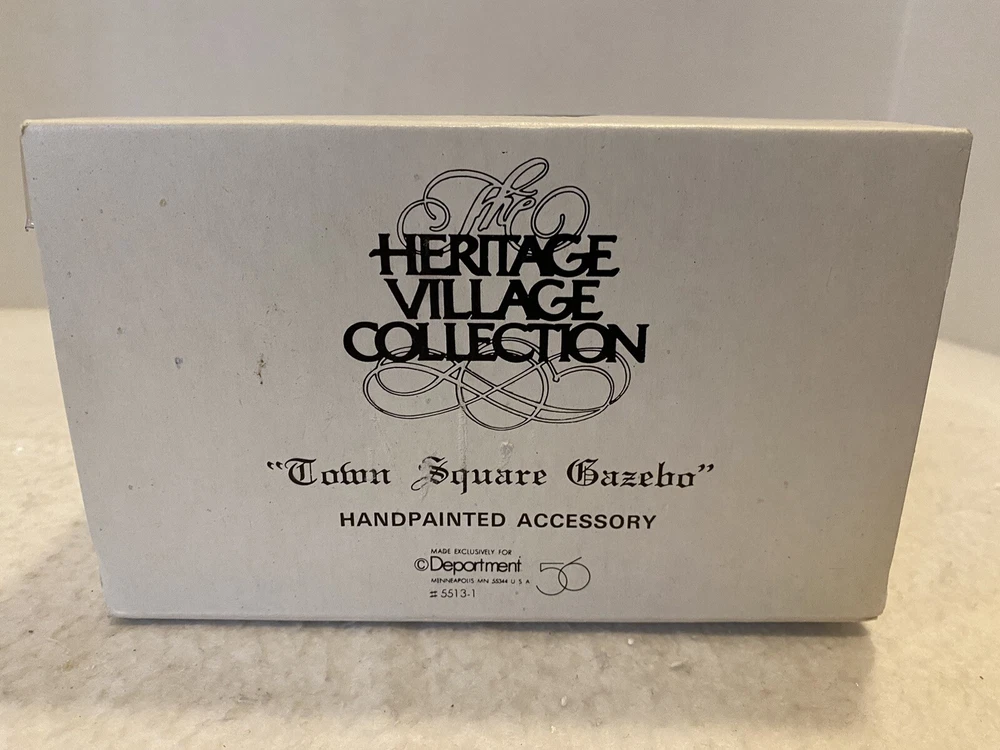 The
HERITAGE
VILLAGE
COLLECTION
“Town Square Gazebo”
HANDPAINTED ACCESSORY
MADE EXCLUSIVELY FOR
©Department 56
MINNEAPOLIS MN 55344 U S A
#5513-1